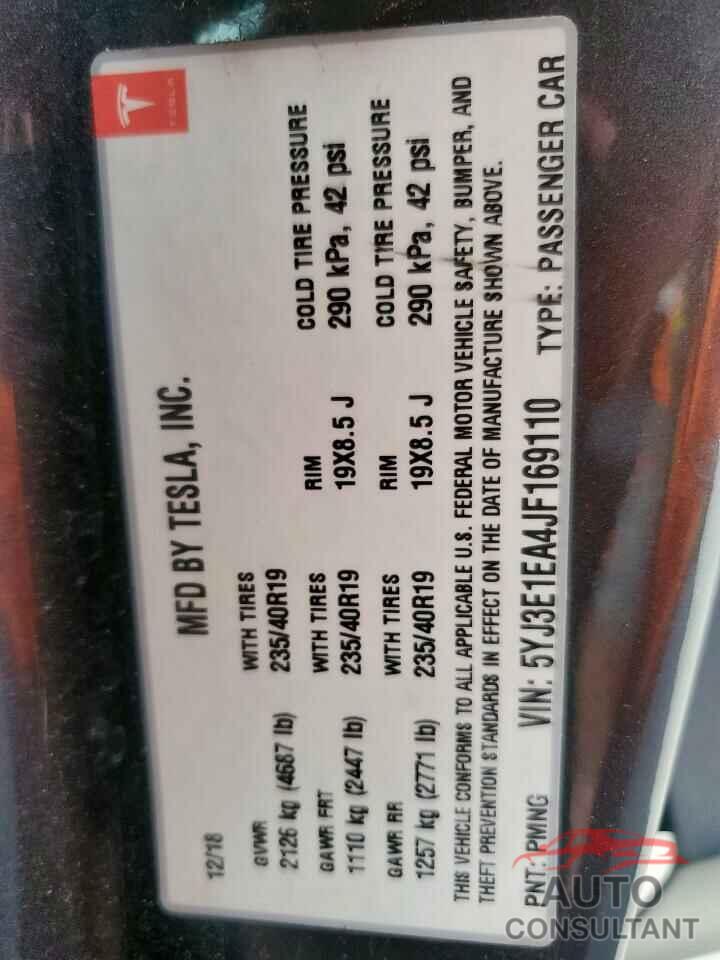 TESLA
MFD BY TESLA, INC.
12/18
GVWR WITH TIRES
2126 kg (4687 lb) 235/40R19
GAWR FRT WITH TIRES RIM COLD TIRE PRESSURE
1110 kg (2447 lb) 235/40R19 19X8.5 J 290 kPa, 42 psi
GAWR RR WITH TIRES RIM COLD TIRE PRESSURE
1257 kg (2771 lb) 235/40R19 19X8.5 J 290 kPa, 42 psi
THIS VEHICLE CONFORMS TO ALL APPLICABLE U.S. FEDERAL MOTOR VEHICLE SAFETY, BUMPER, AND
THEFT PREVENTION STANDARDS IN EFFECT ON THE DATE OF MANUFACTURE SHOWN ABOVE.
PNT: PMNG VIN: 5YJ3E1EA4JF169110 TYPE: PASSENGER CAR
AUTO
CONSULTANT